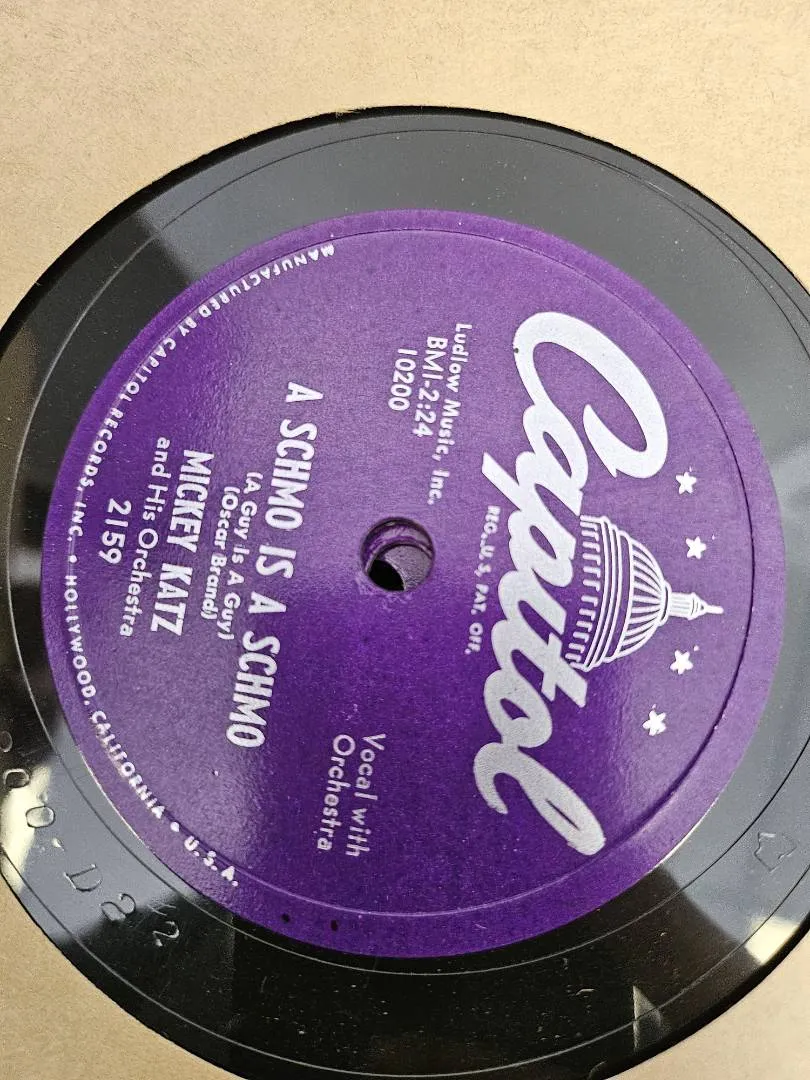 Capitol
REG. U.S. PAT. OFF.
Ludlow Music, Inc.
BMI-2:24
10200
Vocal with
Orchestra
A SCHMO IS A SCHMO
(A Guy Is A Guy)
(Oscar Brand)
MICKEY KATZ
and His Orchestra
2159
MANUFACTURED BY CAPITOL RECORDS, INC. • HOLLYWOOD, CALIFORNIA • U.S.A.